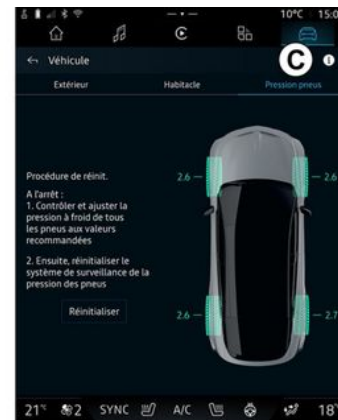 10°C 15:0
Véhicule
C
Extérieur Habitacle Pression pneus
Procédure de réinit.
A l'arrêt :
1. Contrôler et ajuster la
pression à froid de tous
les pneus aux valeurs
recommandées
2. Ensuite, réinitialiser le
système de surveillance de la
pression des pneus
Réinitialiser
2.6 2.6
2.6 2.7
21°C 2 SYNC A/C 18°